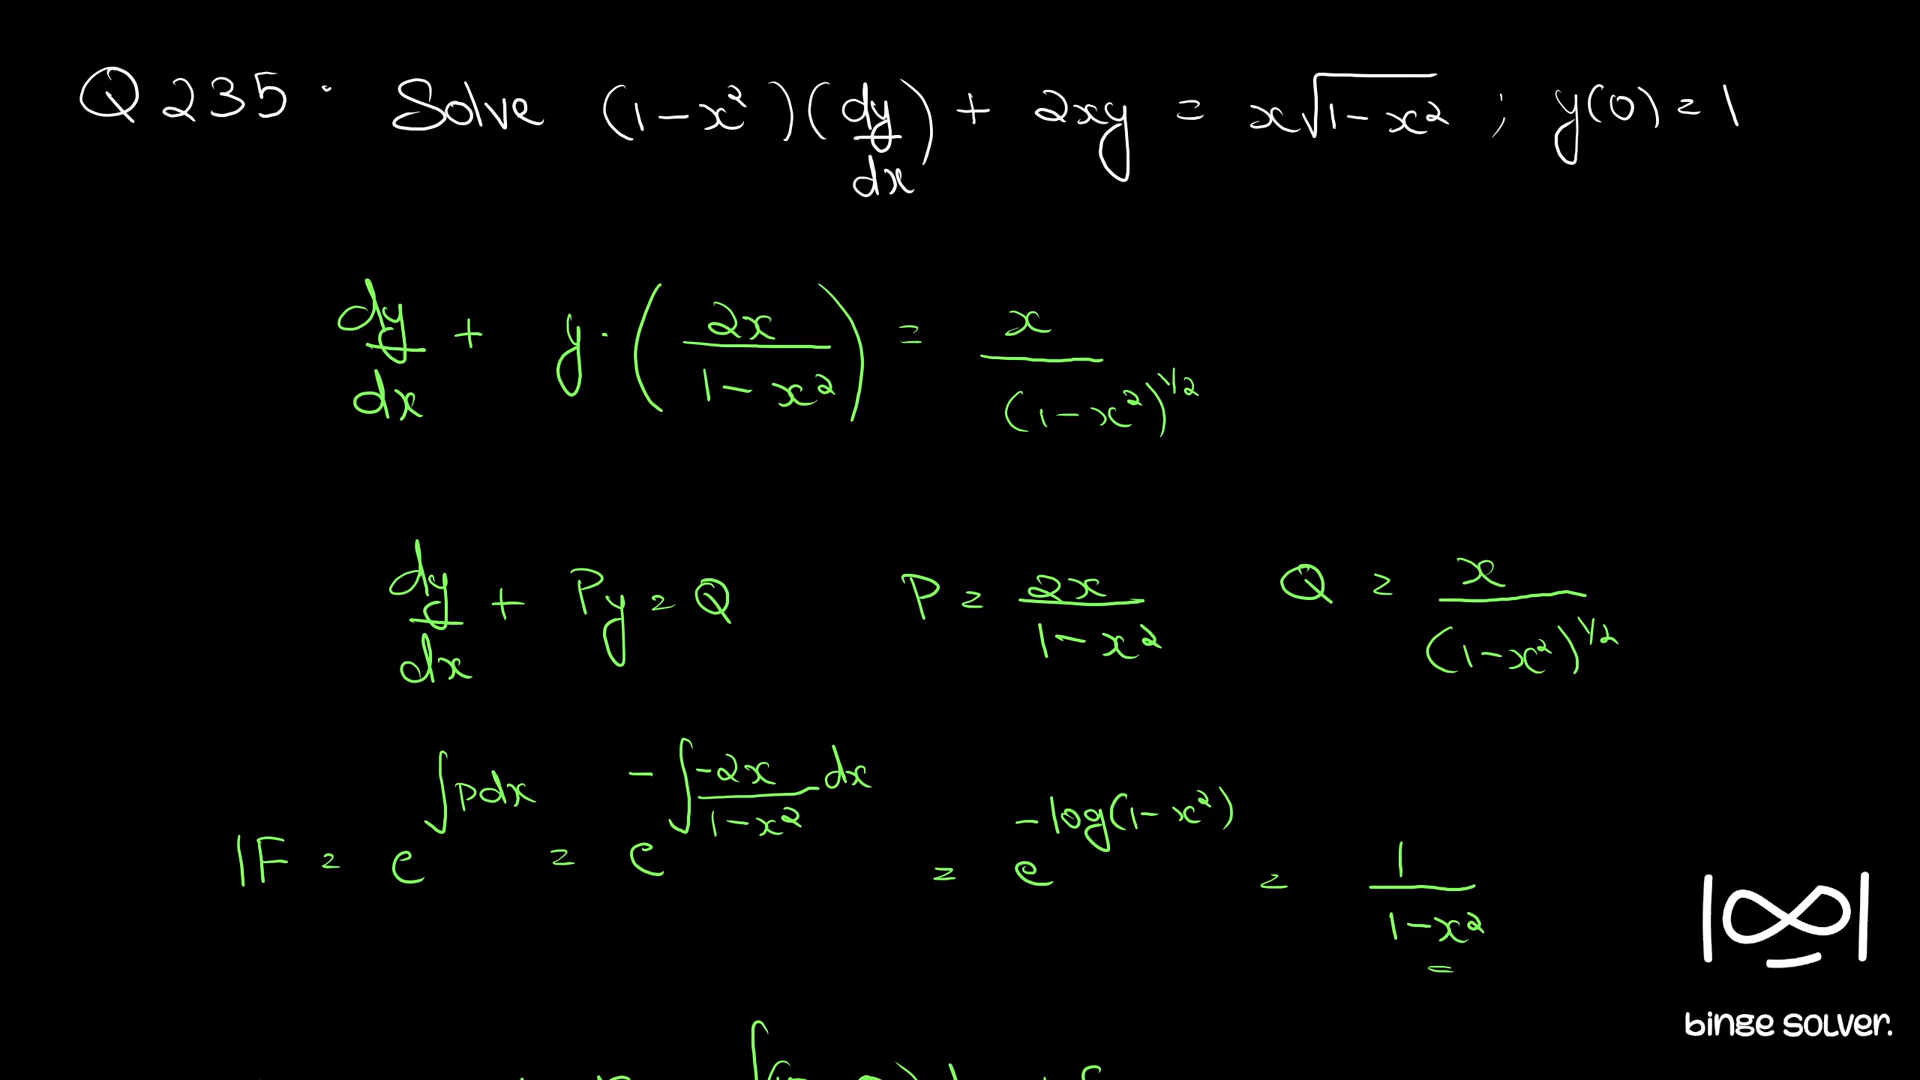 Q 235. Solve (1-x²)(dy/dx) + 2xy = x√(1-x²) ; y(0) = 1
dy/dx + y·(2x/(1-x²)) = x/(1-x²)^(1/2)
dy/dx + Py = Q P = 2x/(1-x²) Q = x/(1-x²)^(1/2)
IF = e^(∫Pdx) = e^(-∫(-2x/(1-x²))dx) = e^(-log(1-x²)) = 1/(1-x²)
binge solver.